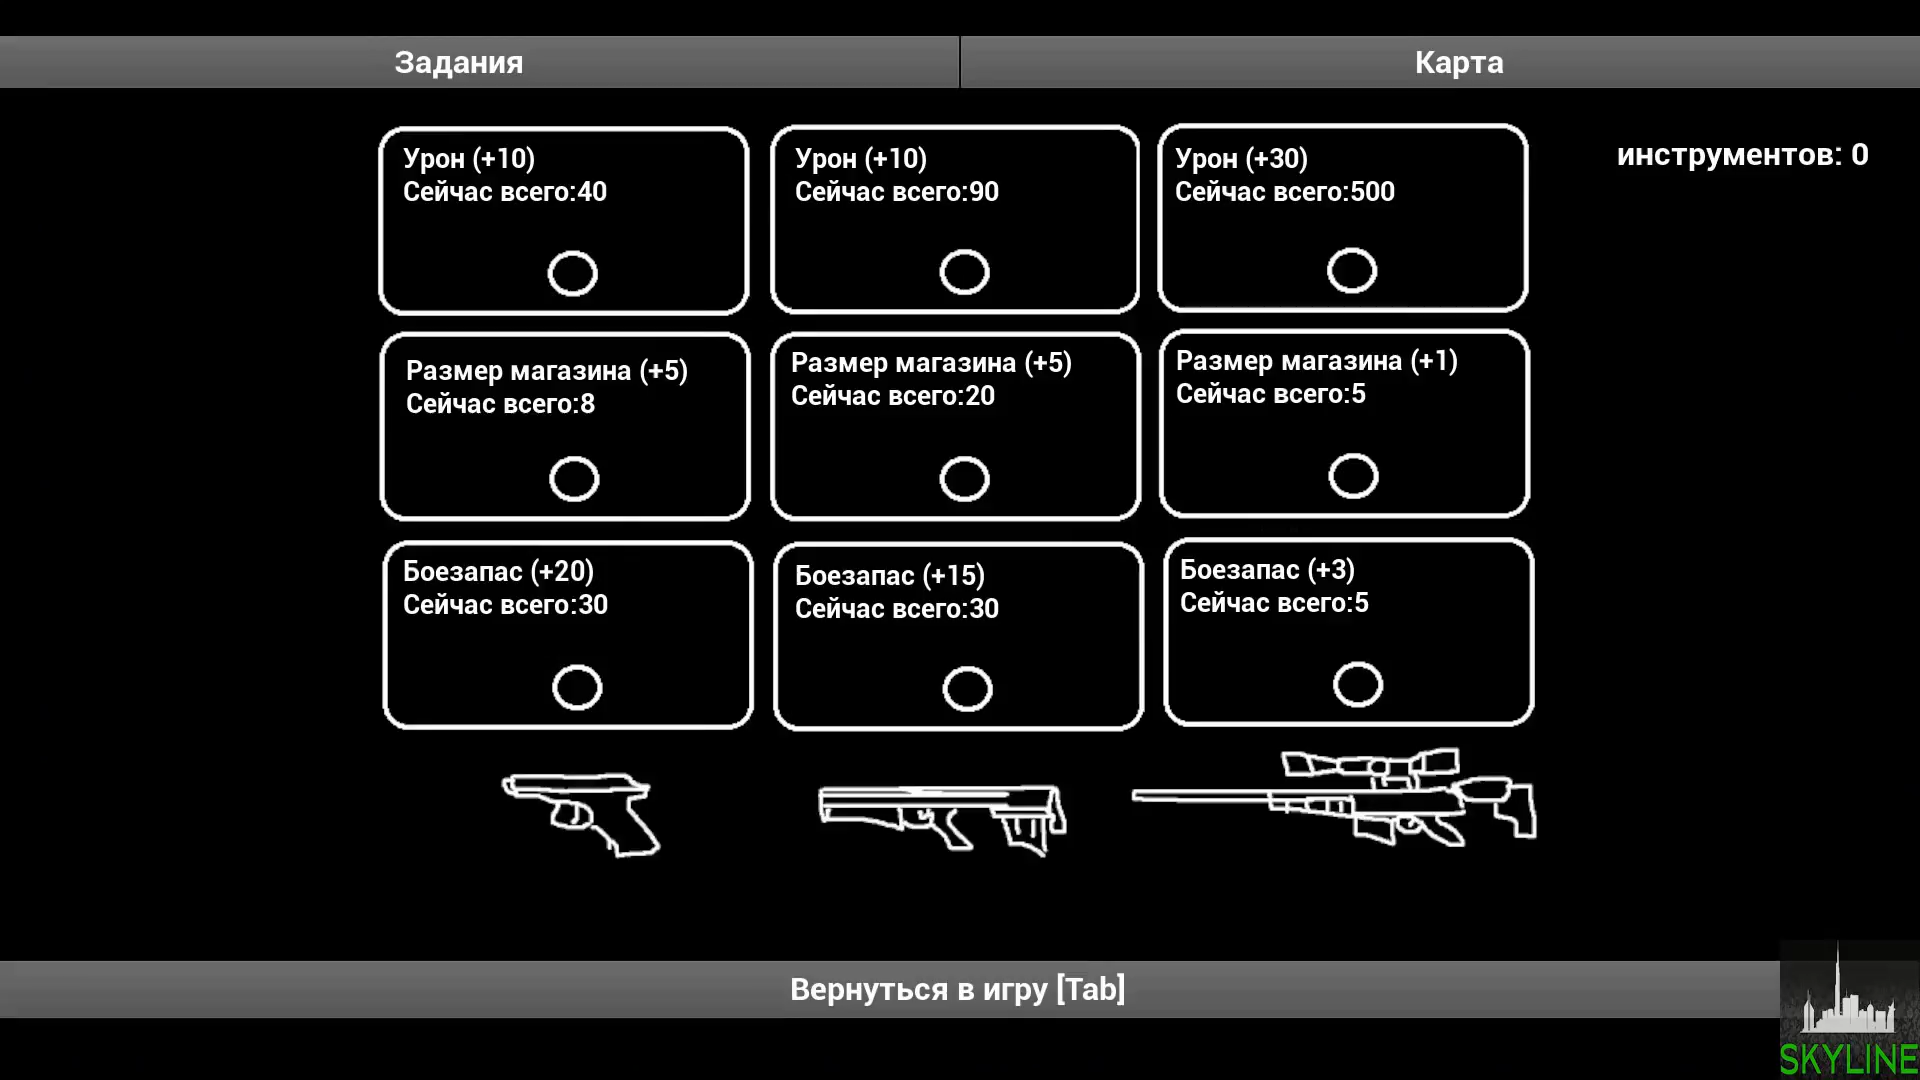 Задания
Карта
инструментов: 0
Урон (+10)
Сейчас всего:40
Урон (+10)
Сейчас всего:90
Урон (+30)
Сейчас всего:500
Размер магазина (+5)
Сейчас всего:8
Размер магазина (+5)
Сейчас всего:20
Размер магазина (+1)
Сейчас всего:5
Боезапас (+20)
Сейчас всего:30
Боезапас (+15)
Сейчас всего:30
Боезапас (+3)
Сейчас всего:5
Вернуться в игру [Tab]
SKYLINE